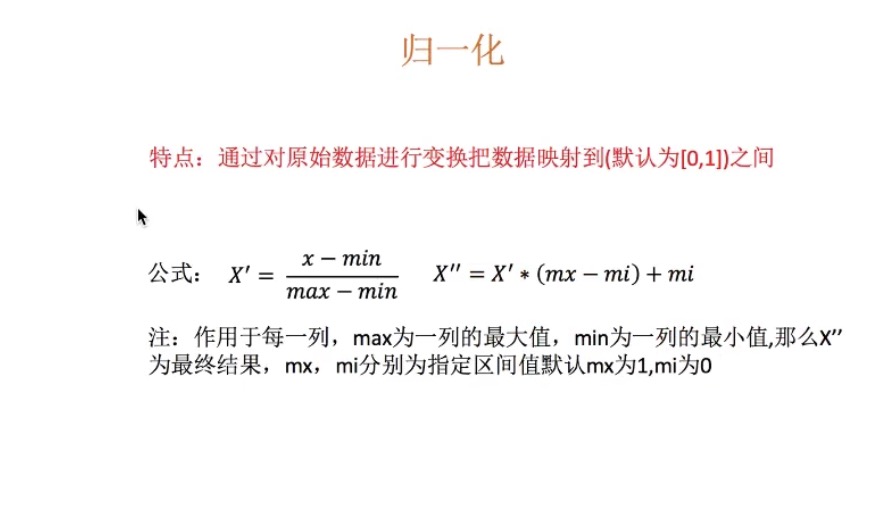 归一化
特点：通过对原始数据进行变换把数据映射到(默认为[0,1])之间
公式： X′ = (x − min)/(max − min) X′′ = X′ ∗ (mx − mi) + mi
注：作用于每一列，max为一列的最大值，min为一列的最小值,那么X’’
为最终结果，mx，mi分别为指定区间值默认mx为1,mi为0